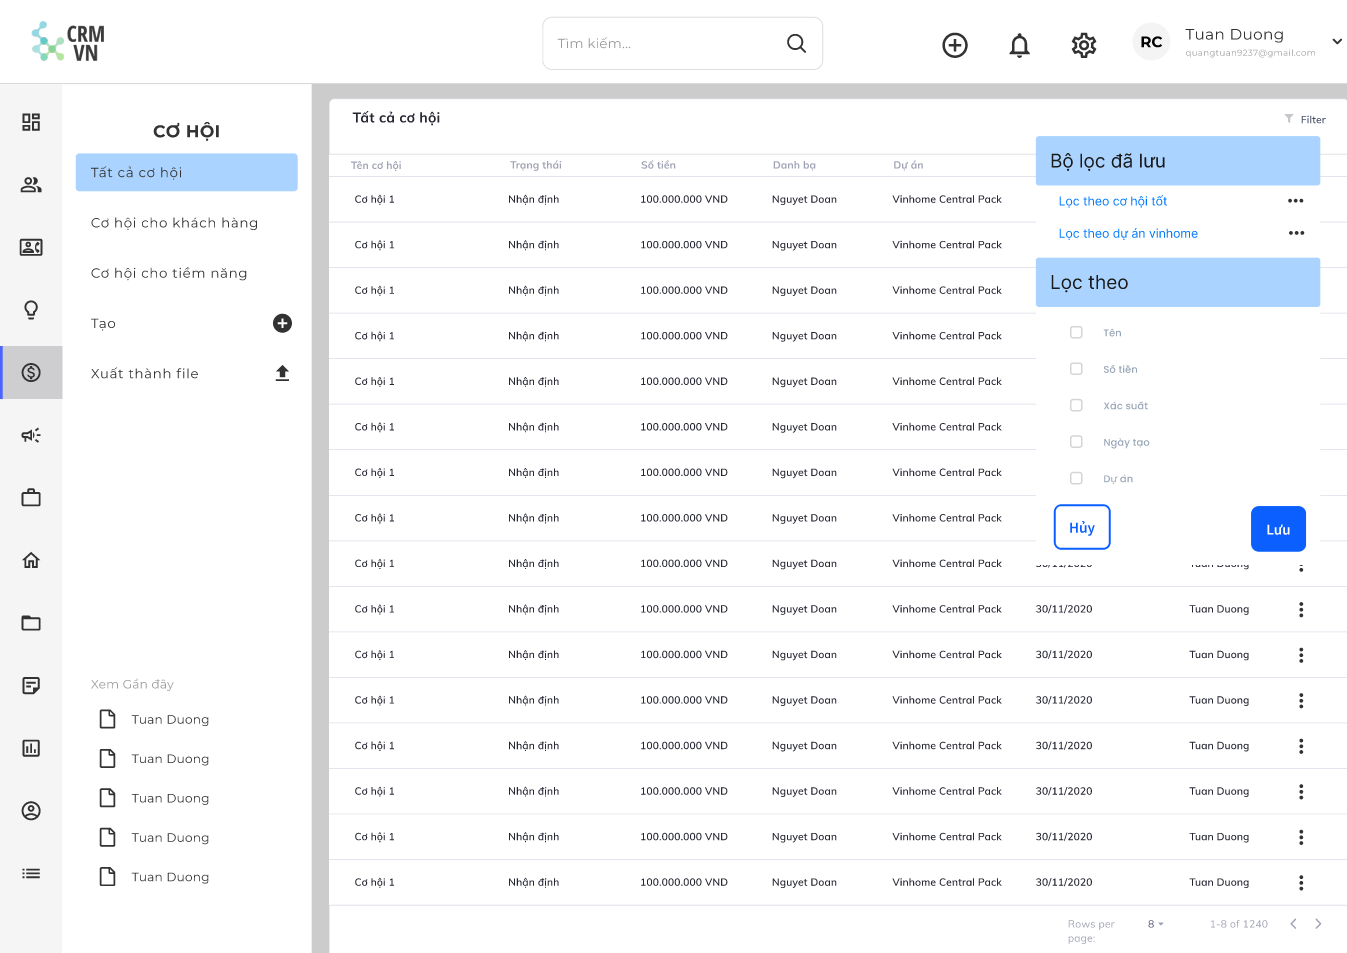 CRM
VN
Tìm kiếm...
RC
Tuan Duong
quangtuan9237@gmail.com
CƠ HỘI
Tất cả cơ hội
Cơ hội cho khách hàng
Cơ hội cho tiềm năng
Tạo
Xuất thành file
Xem Gần đây
Tuan Duong
Tuan Duong
Tuan Duong
Tuan Duong
Tuan Duong
Tất cả cơ hội
Filter
Tên cơ hội Trạng thái Số tiền Danh bạ Dự án
Cơ hội 1 Nhận định 100.000.000 VND Nguyet Doan Vinhome Central Pack
Cơ hội 1 Nhận định 100.000.000 VND Nguyet Doan Vinhome Central Pack
Cơ hội 1 Nhận định 100.000.000 VND Nguyet Doan Vinhome Central Pack
Cơ hội 1 Nhận định 100.000.000 VND Nguyet Doan Vinhome Central Pack
Cơ hội 1 Nhận định 100.000.000 VND Nguyet Doan Vinhome Central Pack
Cơ hội 1 Nhận định 100.000.000 VND Nguyet Doan Vinhome Central Pack
Cơ hội 1 Nhận định 100.000.000 VND Nguyet Doan Vinhome Central Pack
Cơ hội 1 Nhận định 100.000.000 VND Nguyet Doan Vinhome Central Pack
Cơ hội 1 Nhận định 100.000.000 VND Nguyet Doan Vinhome Central Pack 30/11/2020 Tuan Duong
Cơ hội 1 Nhận định 100.000.000 VND Nguyet Doan Vinhome Central Pack 30/11/2020 Tuan Duong
Cơ hội 1 Nhận định 100.000.000 VND Nguyet Doan Vinhome Central Pack 30/11/2020 Tuan Duong
Cơ hội 1 Nhận định 100.000.000 VND Nguyet Doan Vinhome Central Pack 30/11/2020 Tuan Duong
Cơ hội 1 Nhận định 100.000.000 VND Nguyet Doan Vinhome Central Pack 30/11/2020 Tuan Duong
Cơ hội 1 Nhận định 100.000.000 VND Nguyet Doan Vinhome Central Pack 30/11/2020 Tuan Duong
Cơ hội 1 Nhận định 100.000.000 VND Nguyet Doan Vinhome Central Pack 30/11/2020 Tuan Duong
Cơ hội 1 Nhận định 100.000.000 VND Nguyet Doan Vinhome Central Pack 30/11/2020 Tuan Duong
Bộ lọc đã lưu
Lọc theo cơ hội tốt
Lọc theo dự án vinhome
Lọc theo
Tên
Số tiền
Xác suất
Ngày tạo
Dự án
Hủy Lưu
Rows per
page:
8
1-8 of 1240